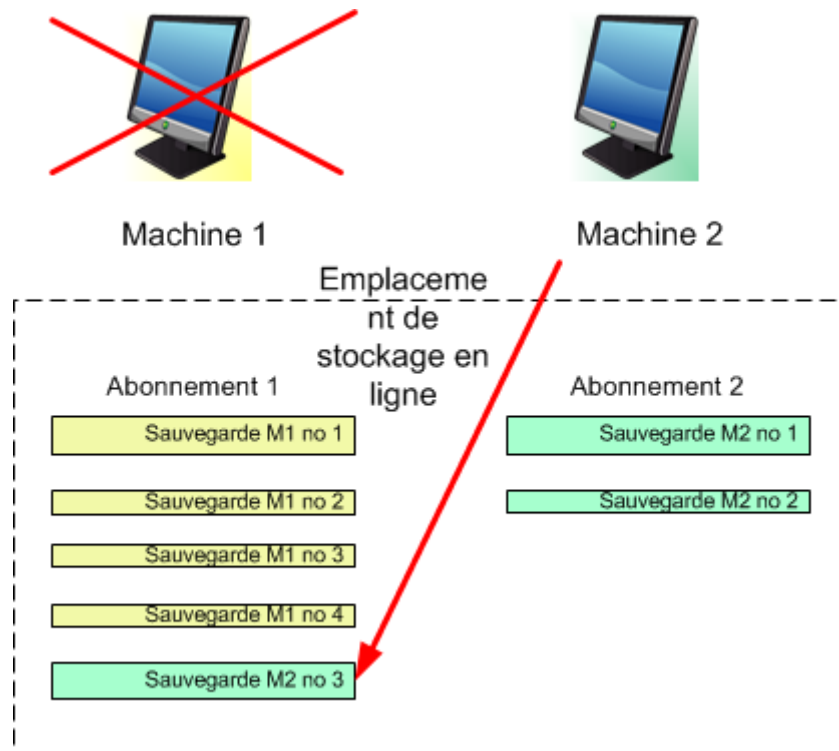 Machine 1
Machine 2
Emplaceme
nt de
stockage en
ligne
Abonnement 1
Sauvegarde M1 no 1
Sauvegarde M1 no 2
Sauvegarde M1 no 3
Sauvegarde M1 no 4
Sauvegarde M2 no 3
Abonnement 2
Sauvegarde M2 no 1
Sauvegarde M2 no 2